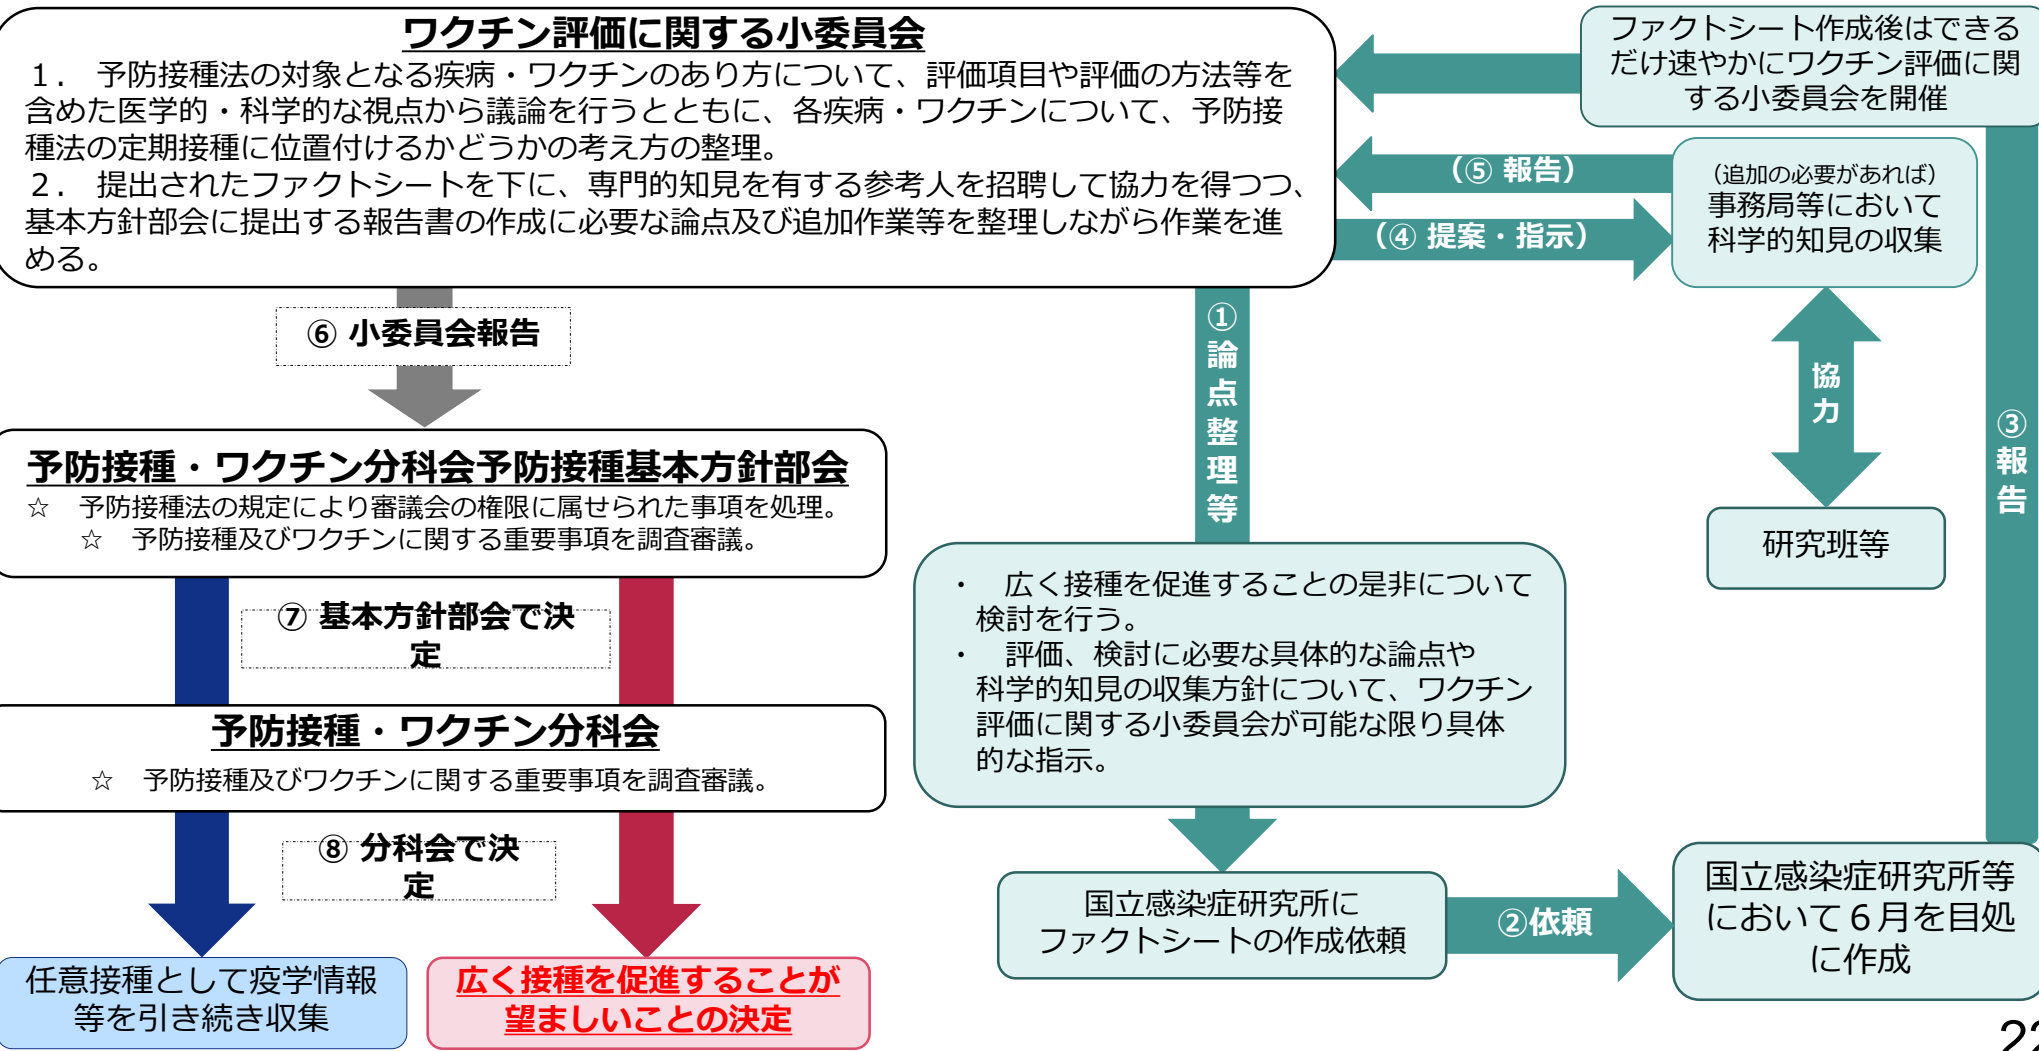 ワクチン評価に関する小委員会
１．　予防接種法の対象となる疾病・ワクチンのあり方について、評価項目や評価の方法等を
含めた医学的・科学的な視点から議論を行うとともに、各疾病・ワクチンについて、予防接
種法の定期接種に位置付けるかどうかの考え方の整理。
２．　提出されたファクトシートを下に、専門的知見を有する参考人を招聘して協力を得つつ、
基本方針部会に提出する報告書の作成に必要な論点及び追加作業等を整理しながら作業を進
める。
ファクトシート作成後はできる
だけ速やかにワクチン評価に関
する小委員会を開催
（⑤ 報告）
（④ 提案・指示）
（追加の必要があれば）
事務局等において
科学的知見の収集
協力
研究班等
③報告
①論点整理等
⑥ 小委員会報告
予防接種・ワクチン分科会予防接種基本方針部会
☆　予防接種法の規定により審議会の権限に属せられた事項を処理。
☆　予防接種及びワクチンに関する重要事項を調査審議。
⑦ 基本方針部会で決
定
予防接種・ワクチン分科会
☆　予防接種及びワクチンに関する重要事項を調査審議。
⑧ 分科会で決
定
任意接種として疫学情報
等を引き続き収集
広く接種を促進することが
望ましいことの決定
・　広く接種を促進することの是非について
検討を行う。
・　評価、検討に必要な具体的な論点や
科学的知見の収集方針について、ワクチン
評価に関する小委員会が可能な限り具体
的な指示。
国立感染症研究所に
ファクトシートの作成依頼
②依頼
国立感染症研究所等
において６月を目処
に作成
22